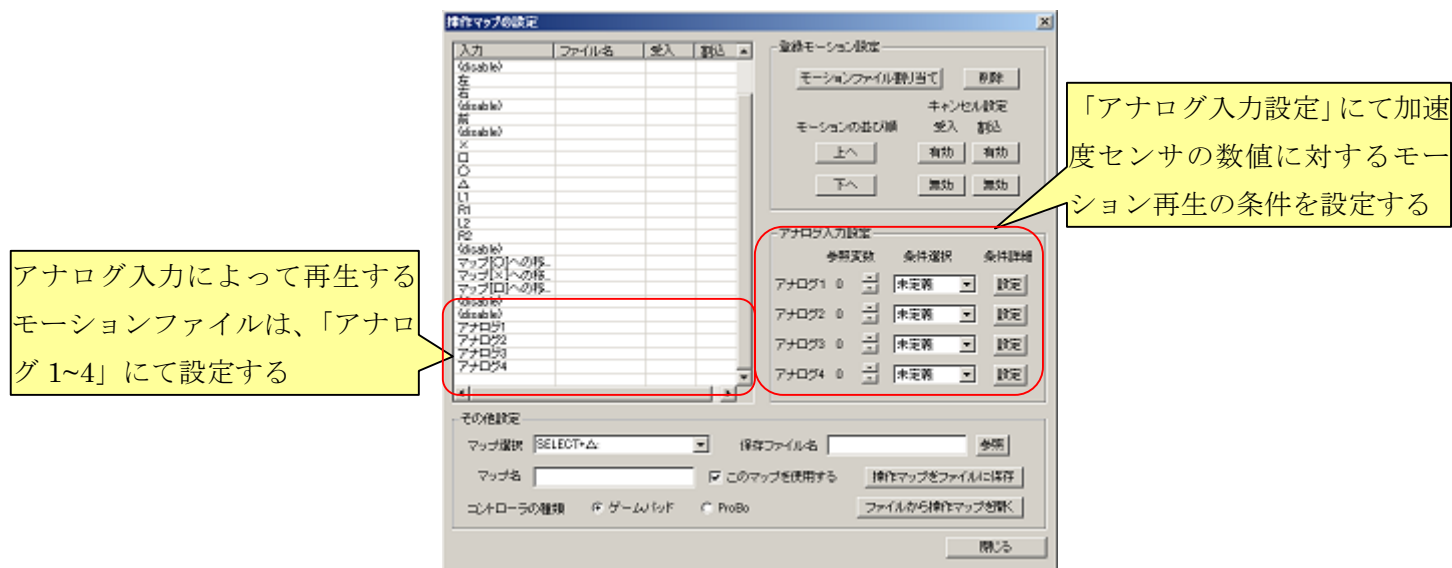 操作マップの設定
入力 ファイル名 受入 割込
(disable)
左
右
(disable)
前
(disable)
×
□
○
△
L1
R1
L2
R2
(disable)
マップ[○]への移...
マップ[×]への移...
マップ[□]への移...
(disable)
(disable)
アナログ1
アナログ2
アナログ3
アナログ4
登録モーション設定
モーションファイル割り当て 削除
キャンセル設定
モーションの並び順 受入 割込
上へ 有効 有効
下へ 無効 無効
アナログ入力設定
参照変数 条件選択 条件詳細
アナログ1 0 未定義 設定
アナログ2 0 未定義 設定
アナログ3 0 未定義 設定
アナログ4 0 未定義 設定
その他設定
マップ選択 SELECT+△ 保存ファイル名 参照
マップ名 このマップを使用する 操作マップをファイルに保存
コントローラの種類 ゲームパッド ProBo ファイルから操作マップを開く
閉じる
「アナログ入力設定」にて加速
度センサの数値に対するモー
ション再生の条件を設定する
アナログ入力によって再生する
モーションファイルは、「アナロ
グ 1~4」にて設定する